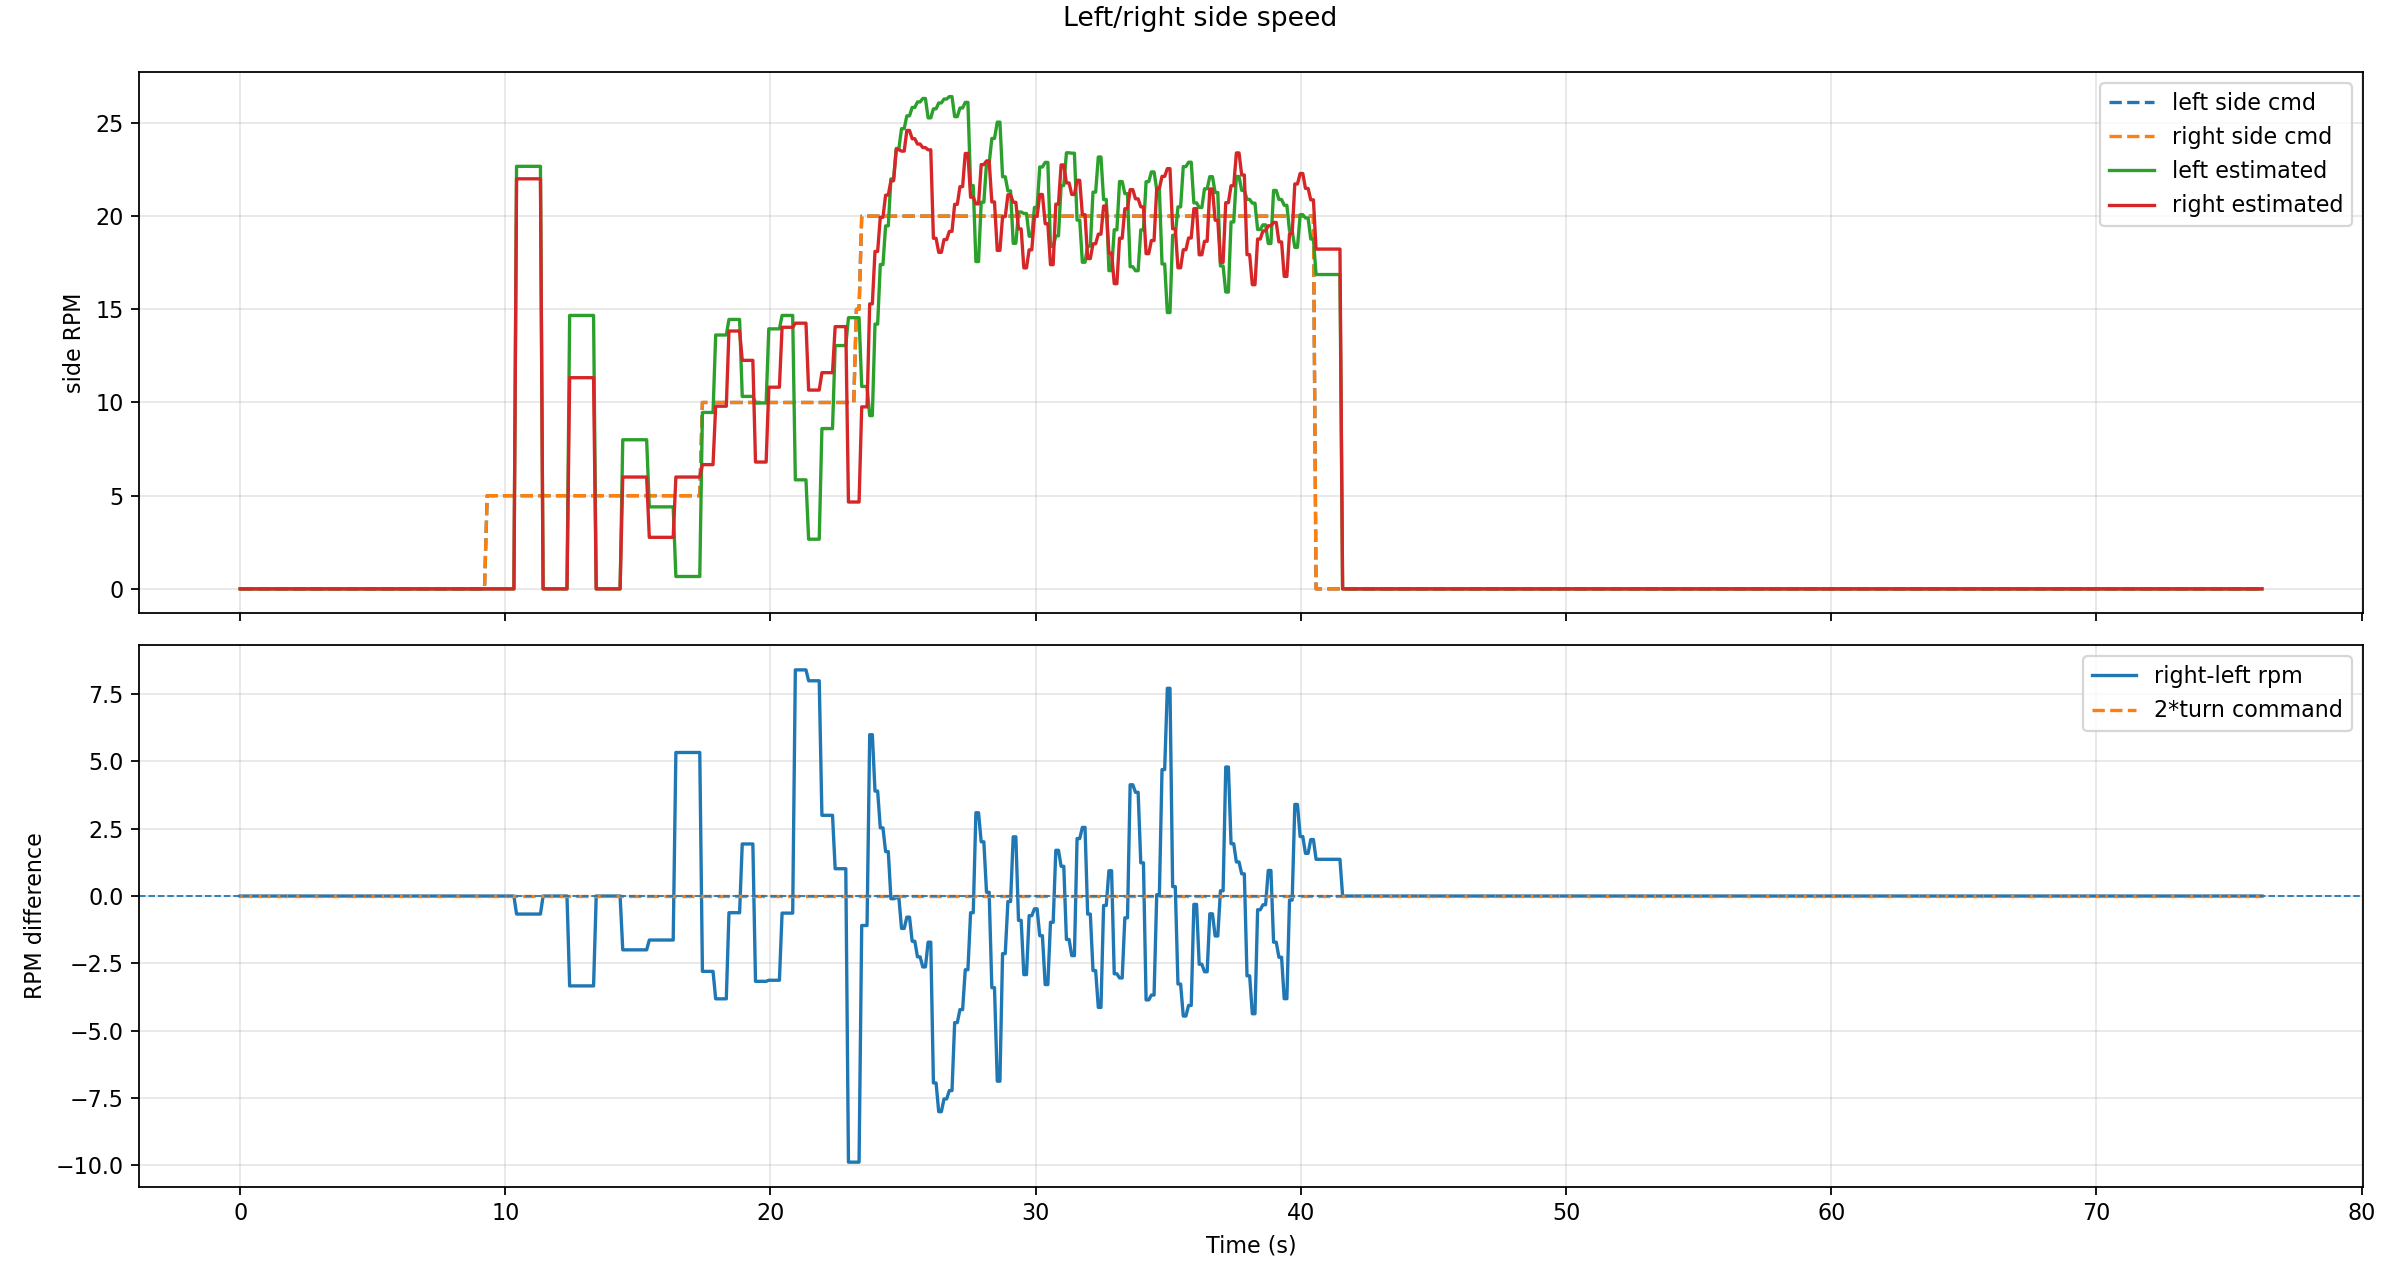 Left/right side speed
side RPM
25
20
15
10
5
0
left side cmd
right side cmd
left estimated
right estimated
RPM difference
7.5
5.0
2.5
0.0
−2.5
−5.0
−7.5
−10.0
right-left rpm
2*turn command
0 10 20 30 40 50 60 70 80
Time (s)